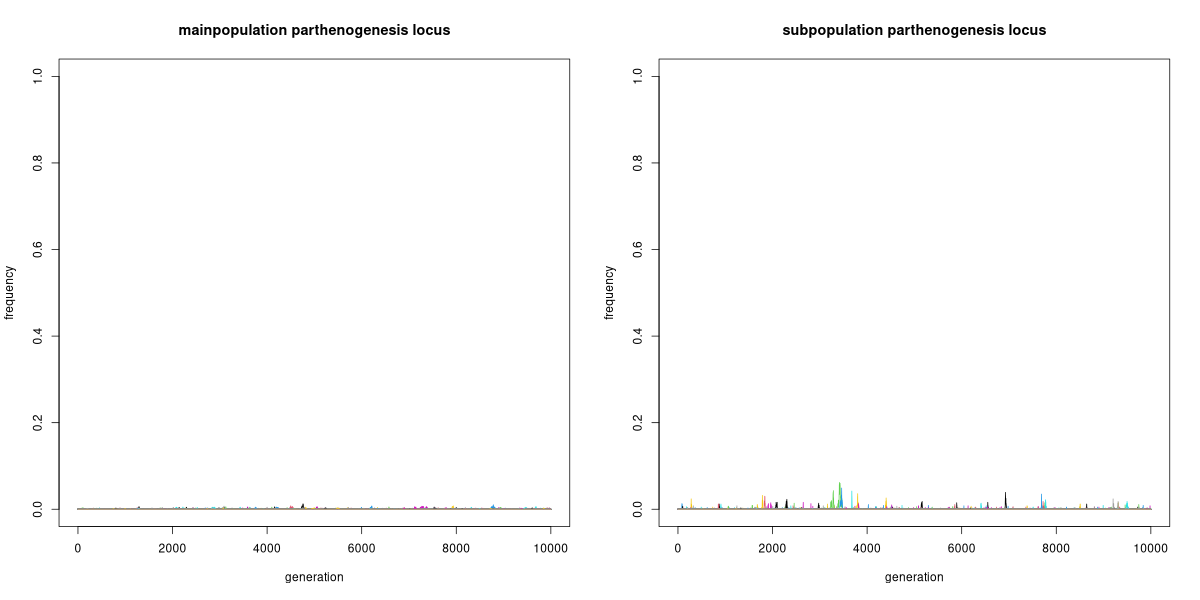 mainpopulation parthenogenesis locus
frequency
1.0
0.8
0.6
0.4
0.2
0.0
0 2000 4000 6000 8000 10000
generation
subpopulation parthenogenesis locus
frequency
1.0
0.8
0.6
0.4
0.2
0.0
0 2000 4000 6000 8000 10000
generation